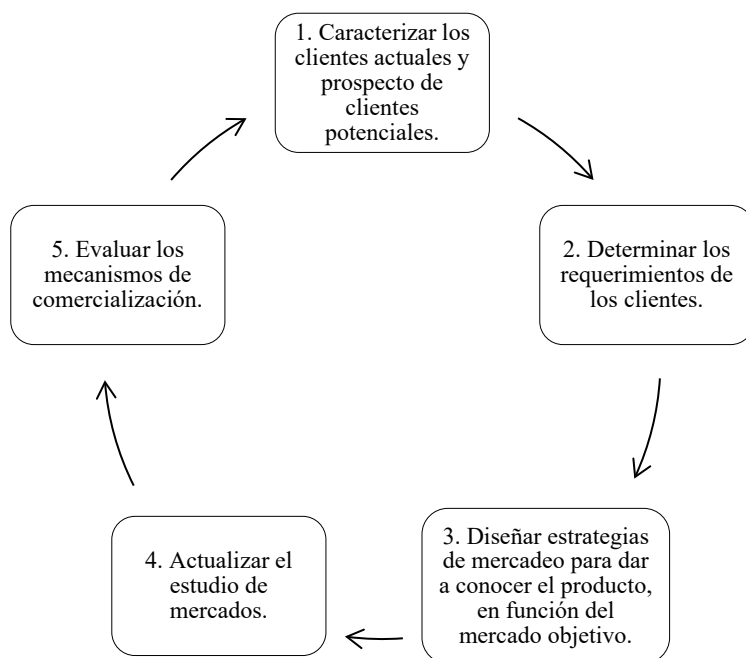 1. Caracterizar los
clientes actuales y
prospecto de
clientes
potenciales.
2. Determinar los
requerimientos de
los clientes.
3. Diseñar estrategias
de mercadeo para dar
a conocer el producto,
en función del
mercado objetivo.
4. Actualizar el
estudio de
mercados.
5. Evaluar los
mecanismos de
comercialización.